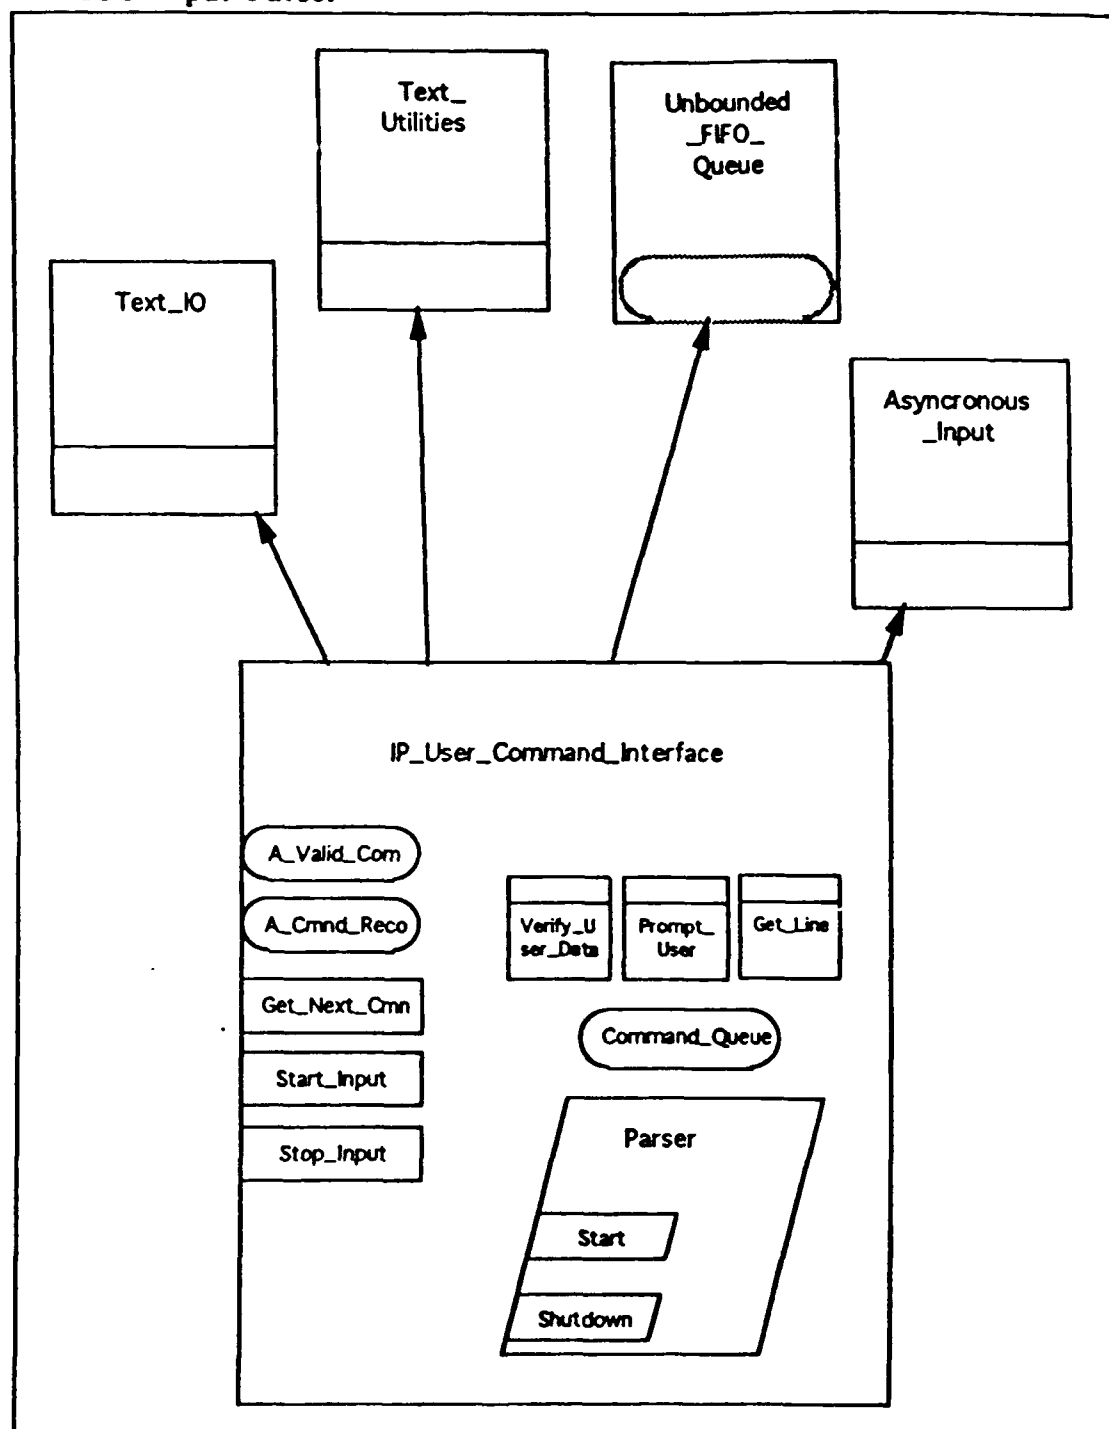 Text_
Utilities
Unbounded
_FIFO_
Queue
Text_IO
Asyncronous
_Input
IP_User_Command_Interface
A_Valid_Com
A_Cmnd_Reco
Get_Next_Cmn
Start_Input
Stop_Input
Verify_U
ser_Data
Prompt_
User
Get_Line
Command_Queue
Parser
Start
Shutdown